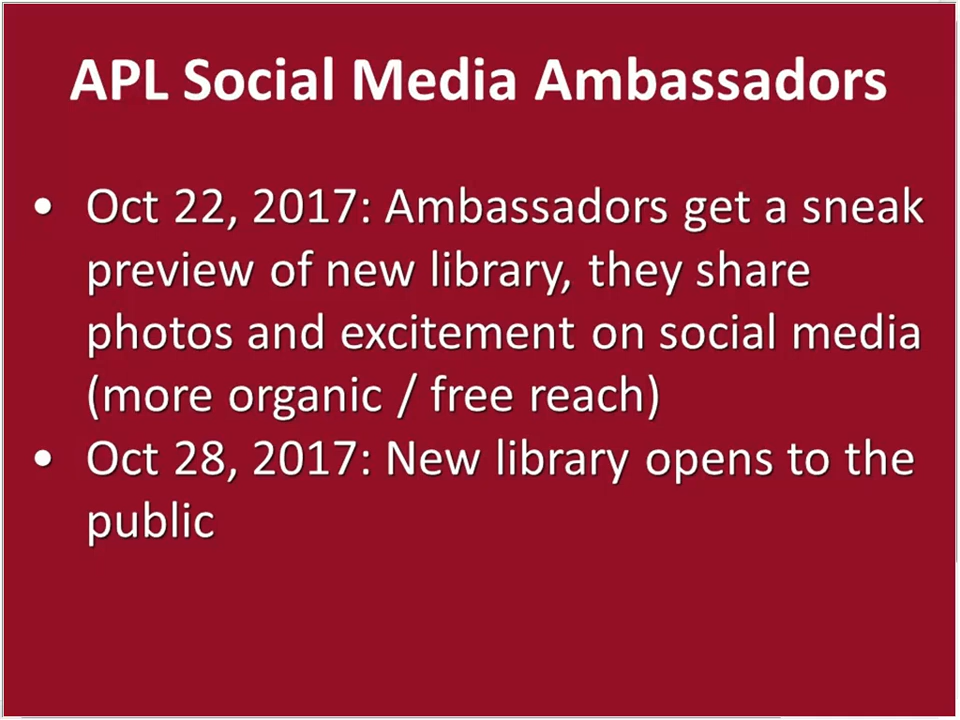 APL Social Media Ambassadors
• Oct 22, 2017: Ambassadors get a sneak
preview of new library, they share
photos and excitement on social media
(more organic / free reach)
• Oct 28, 2017: New library opens to the
public